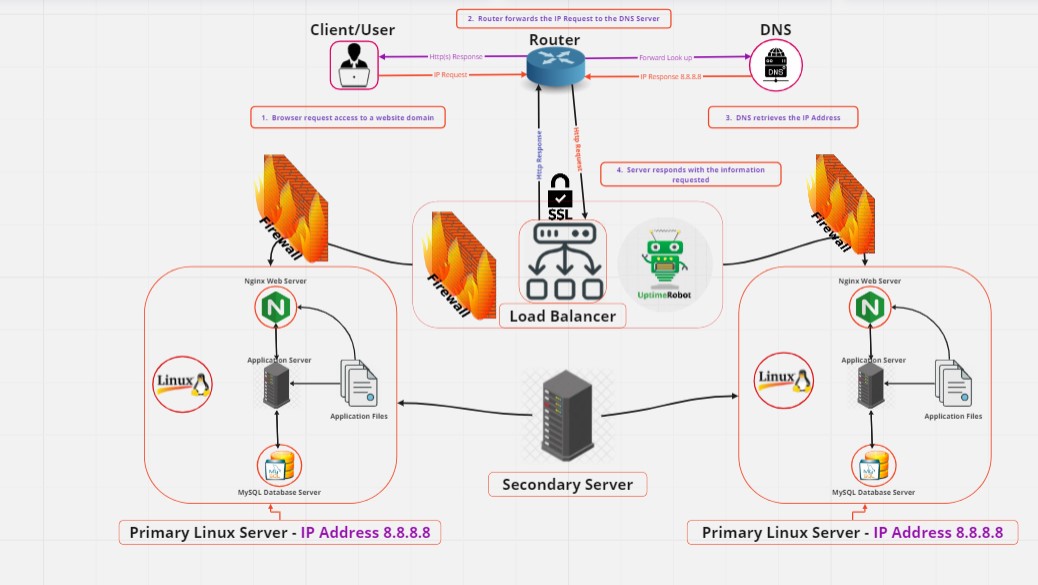 2. Router forwards the IP Request to the DNS Server
Client/User
Router
DNS
Http(s) Response
Forward Look up
IP Request
IP Response 8.8.8.8
DNS
1. Browser request access to a website domain
3. DNS retrieves the IP Address
Http Response
Http Request
4. Server responds with the information
requested
SSL
Firewall
Firewall
Firewall
UptimeRobot
Load Balancer
Nginx Web Server
N
Application Server
Linux
Application Files
My
MySQL Database Server
Primary Linux Server - IP Address 8.8.8.8
Secondary Server
Nginx Web Server
N
Application Server
Linux
Application Files
My
MySQL Database Server
Primary Linux Server - IP Address 8.8.8.8